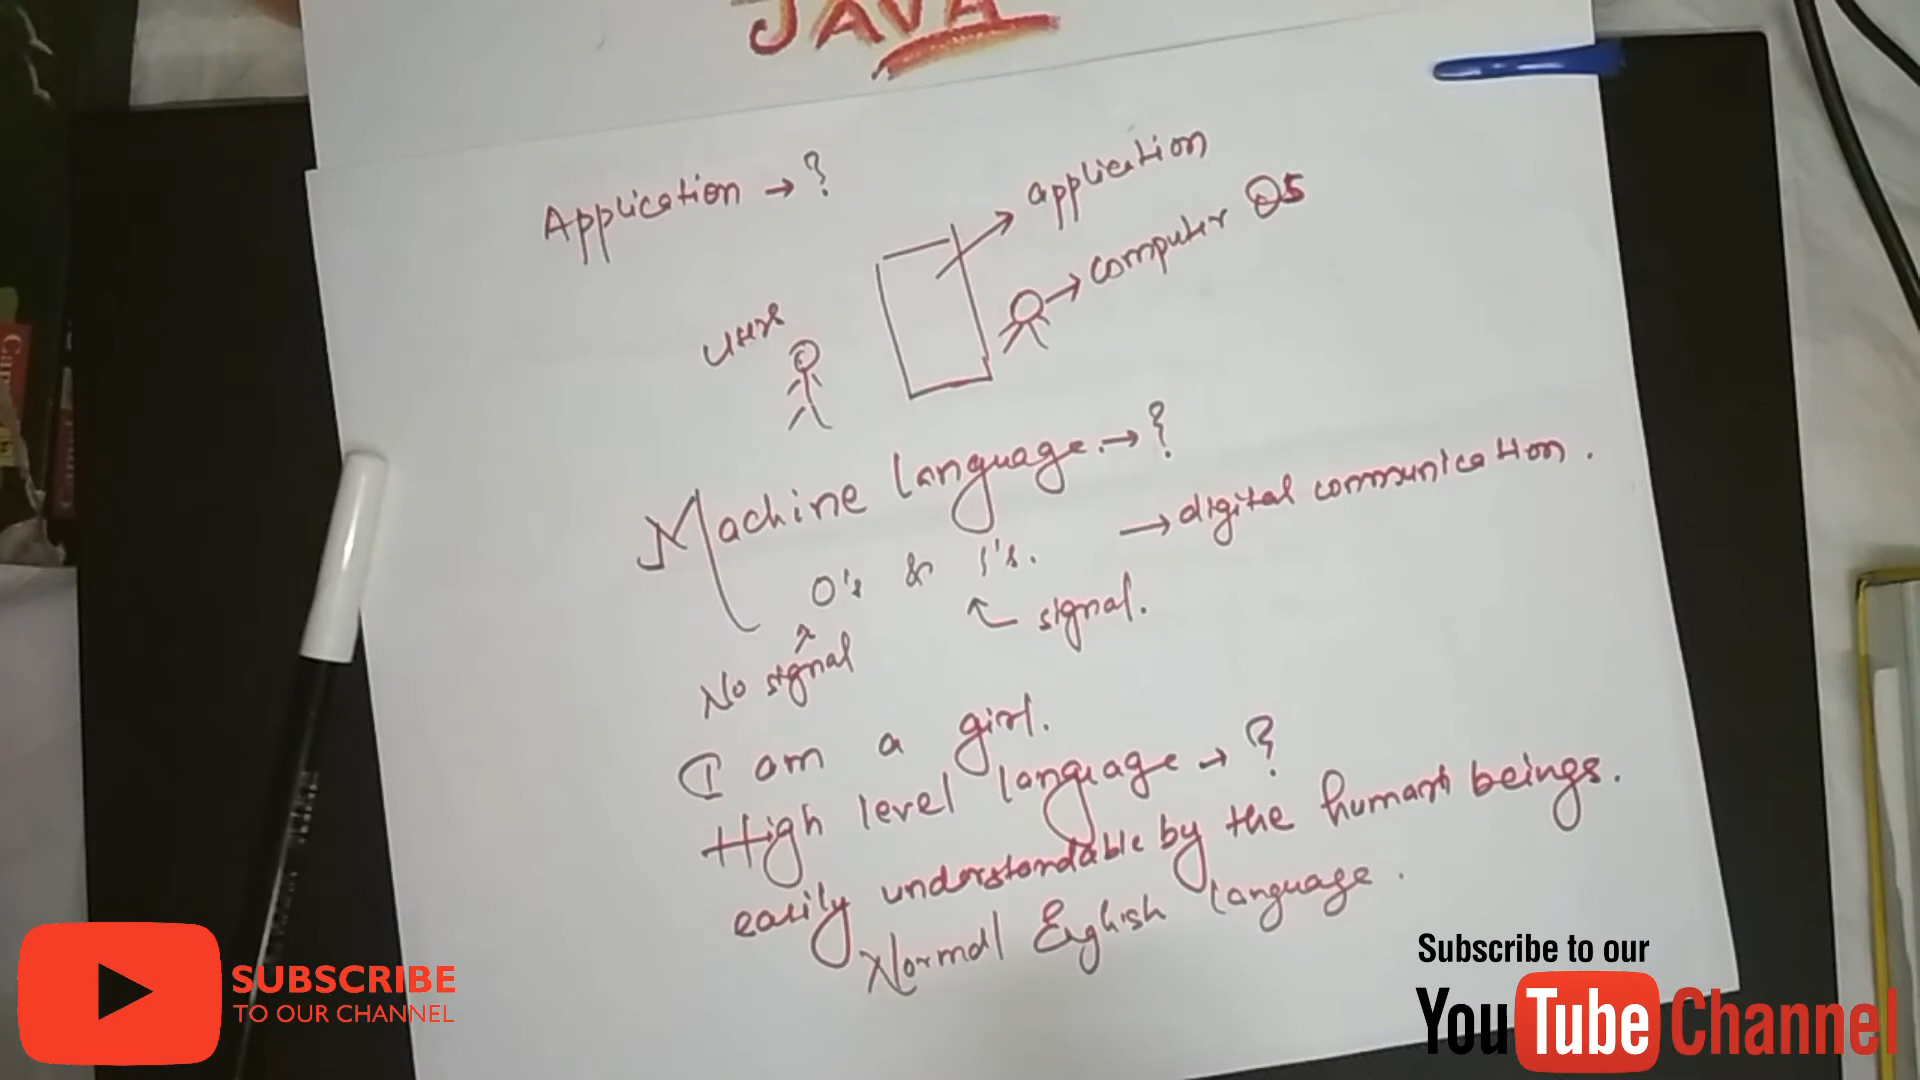 JAVA
Application → ?
application
computer OS
user
Machine language. → ?
0's & 1's.
→ digital communication.
signal.
No signal
I am a girl.
High level language → ?
easily understandable by the human beings.
Normal English language.
SUBSCRIBE
TO OUR CHANNEL
Subscribe to our
YouTube Channel